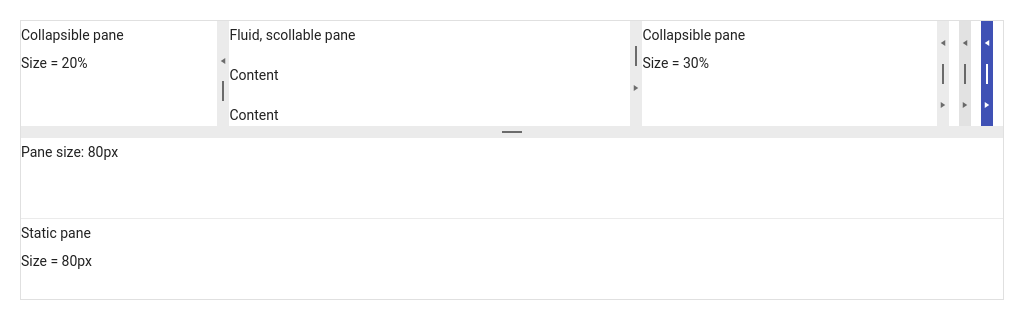 Collapsible pane
Size = 20%
Fluid, scollable pane
Content
Content
Collapsible pane
Size = 30%
Pane size: 80px
Static pane
Size = 80px